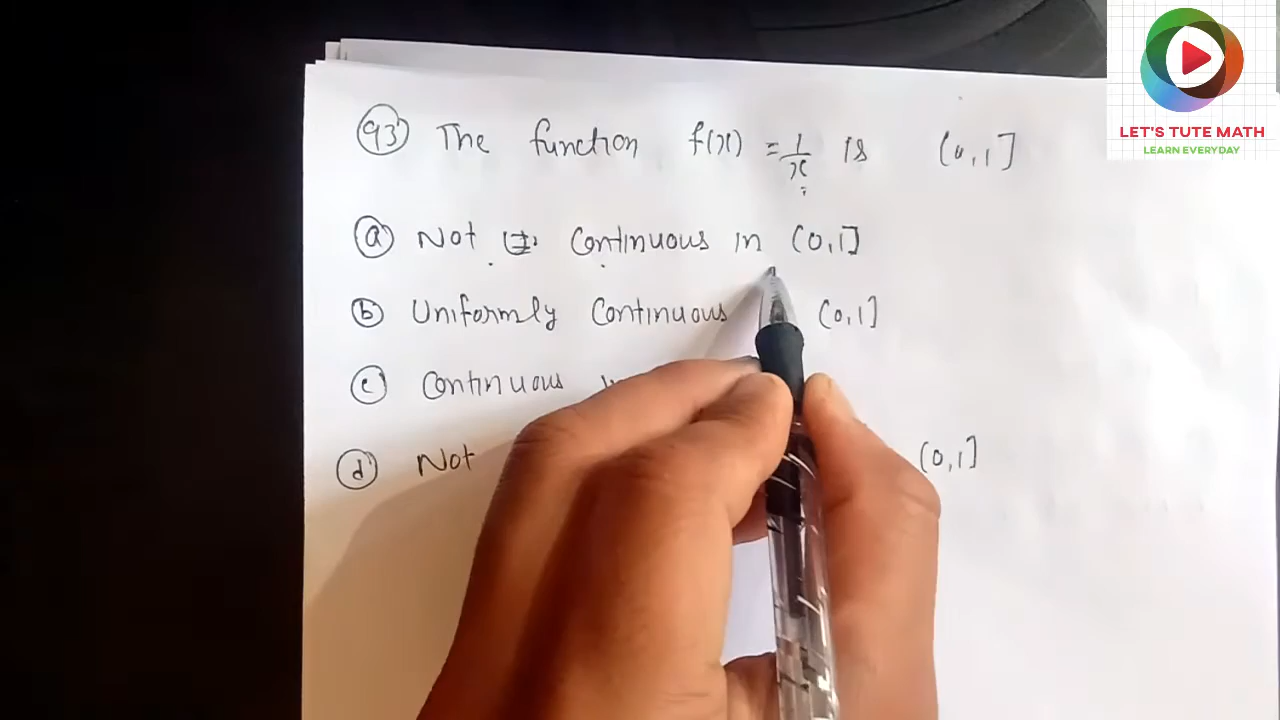 93 The function f(x) = 1/x is (0,1]
a Not continuous in (0,1]
b Uniformly Continuous (0,1]
c Continuous
d Not (0,1]
LET'S TUTE MATH
LEARN EVERYDAY